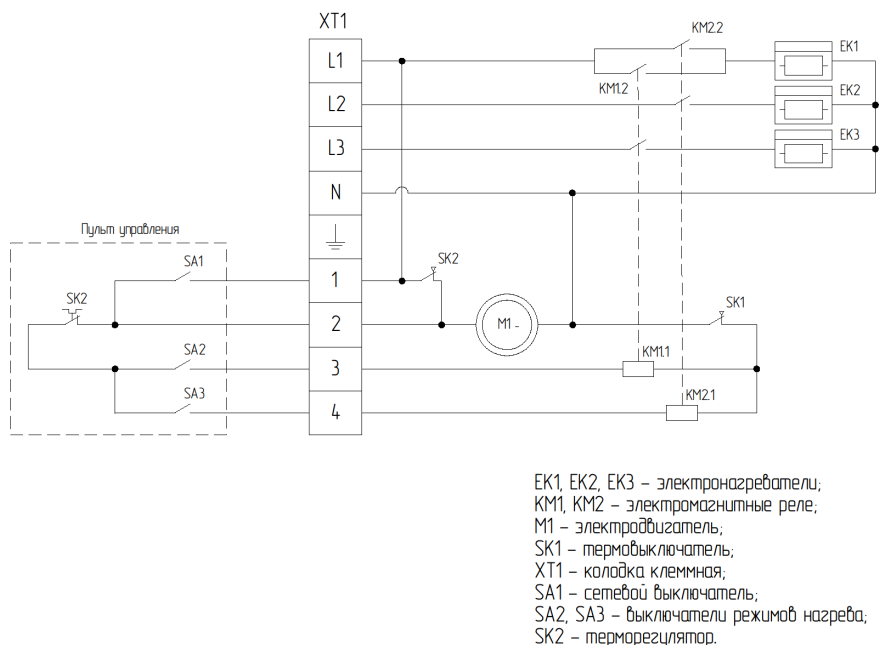 XT1
KM2.2
L1
EK1
KM1.2
L2
EK2
L3
EK3
N
Пульт управления
SA1
1
SK2
SK2
2
M1 ~
SK1
SA2
3
KM1.1
SA3
4
KM2.1
EK1, EK2, EK3 – электронагреватели;
KM1, KM2 – электромагнитные реле;
M1 – электродвигатель;
SK1 – термовыключатель;
XT1 – колодка клеммная;
SA1 – сетевой выключатель;
SA2, SA3 – выключатели режимов нагрева;
SK2 – терморегулятор.